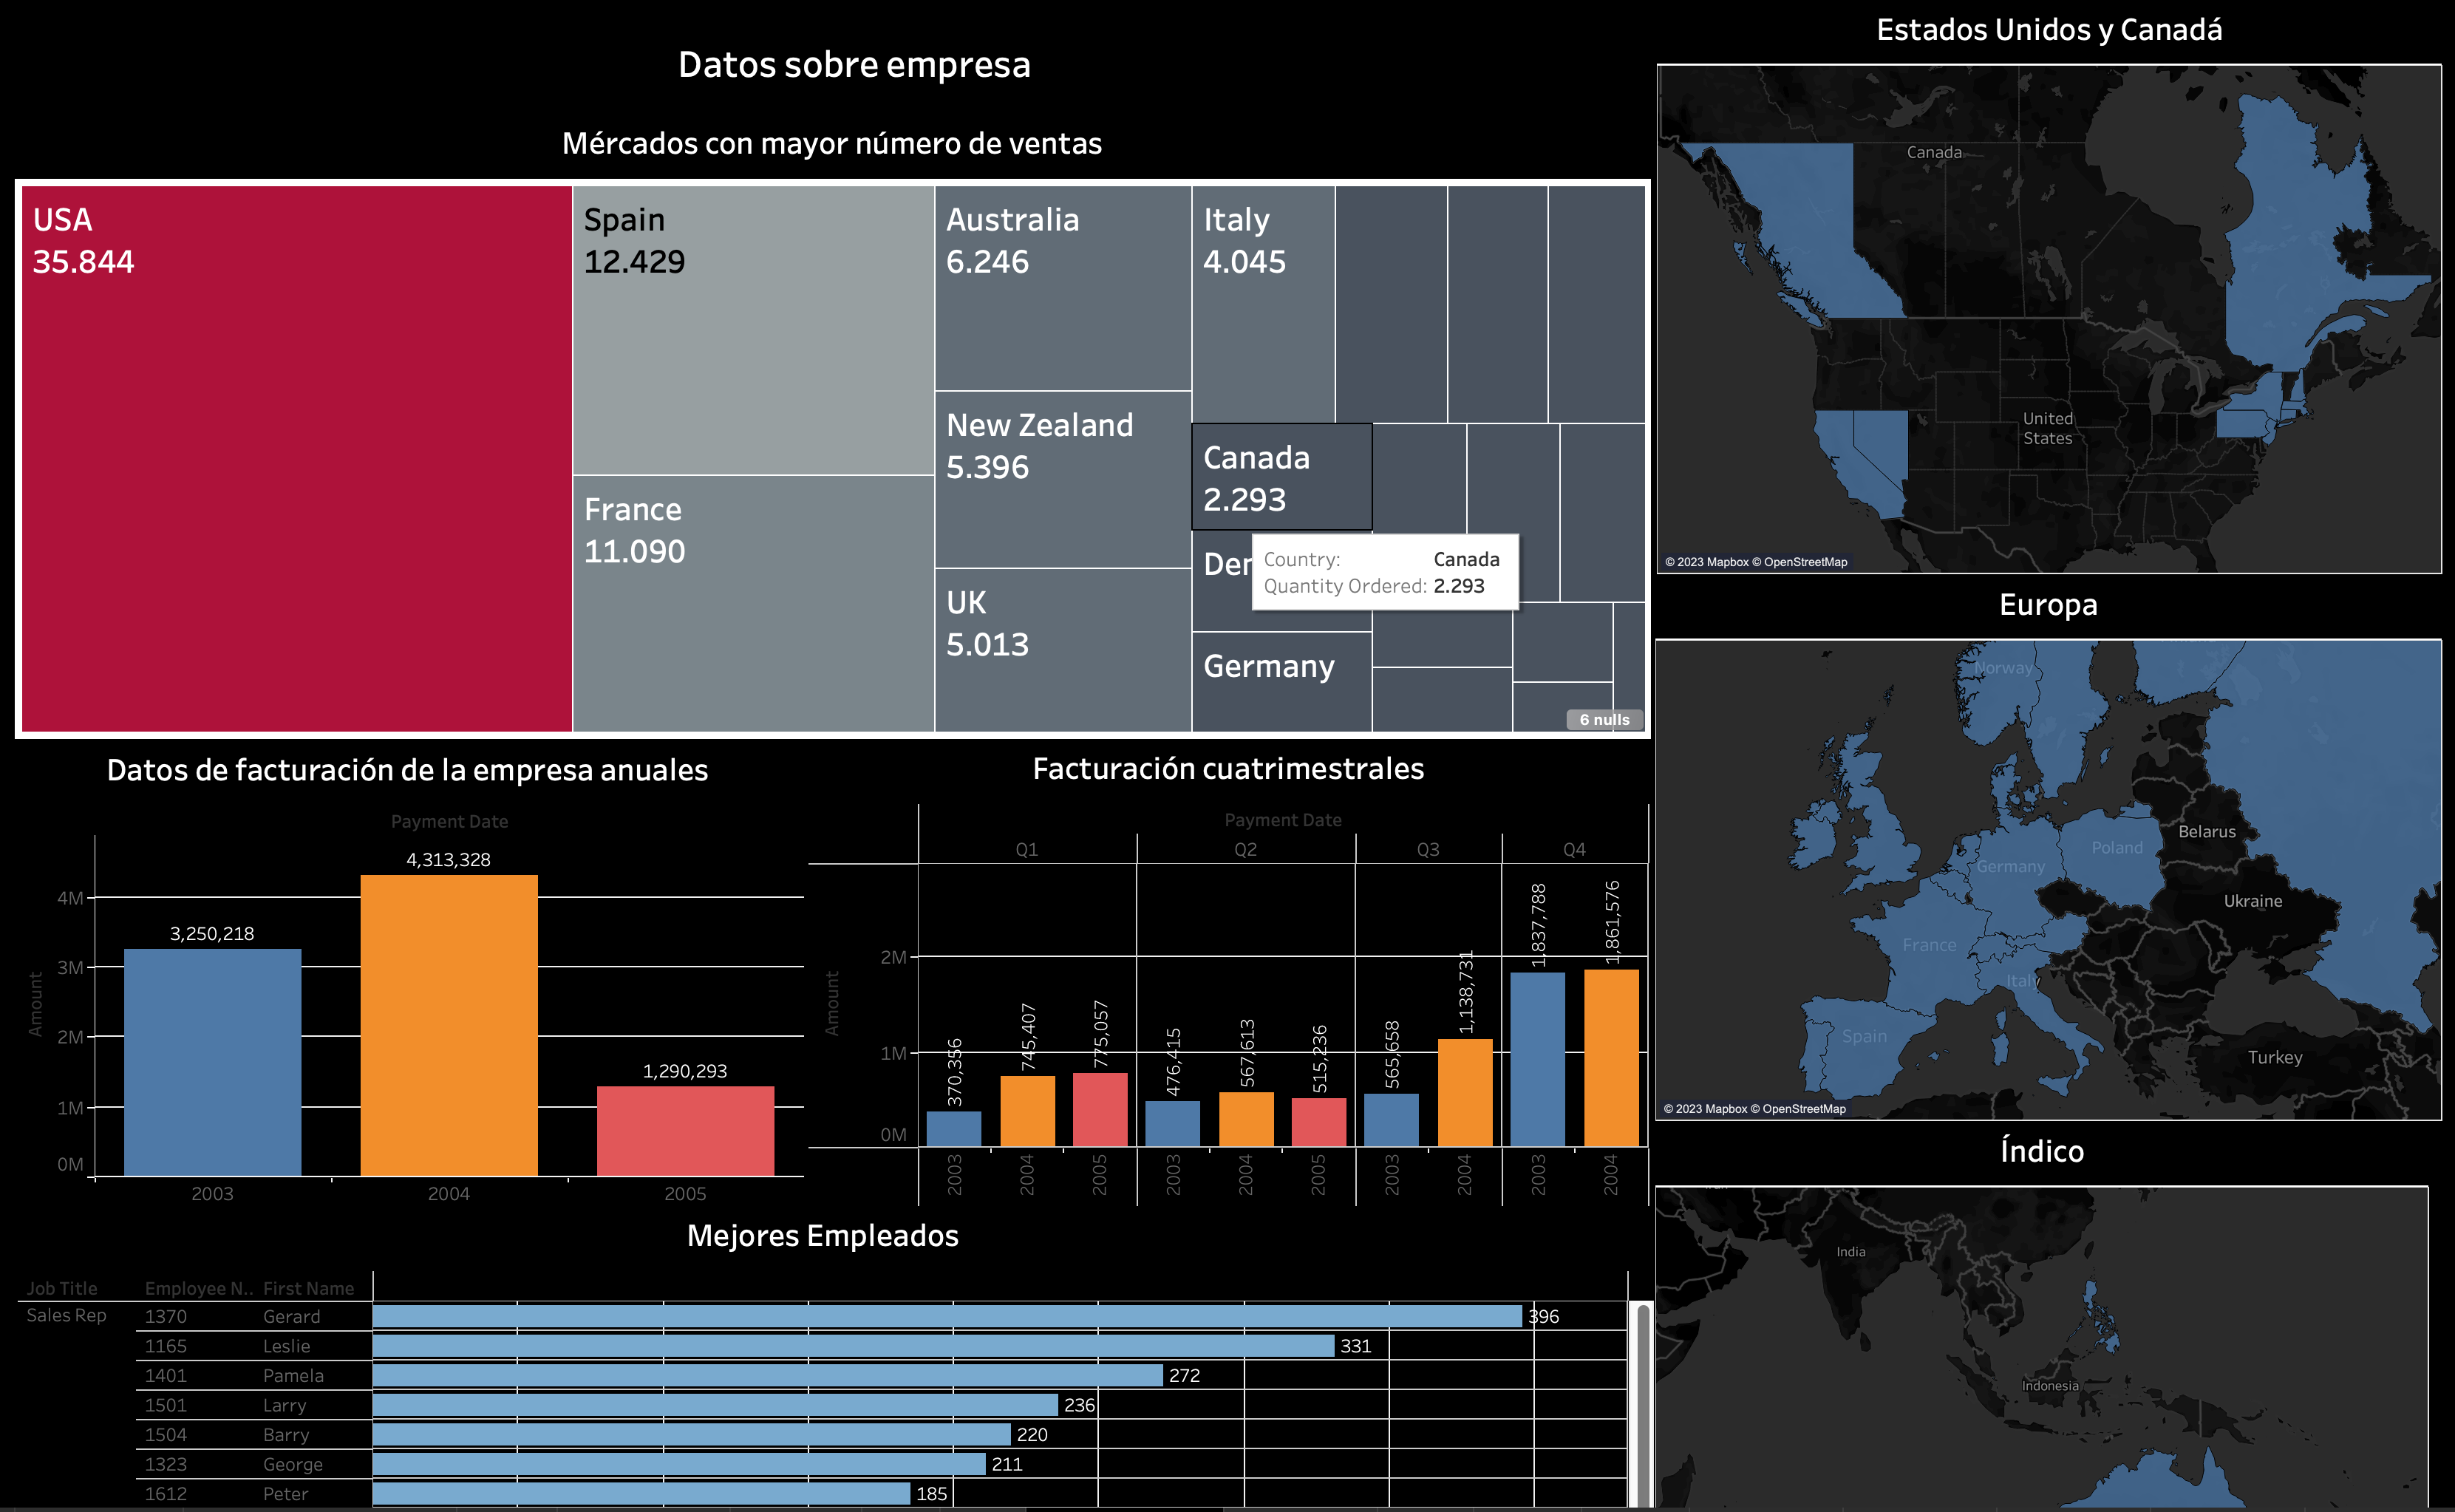 Datos sobre empresa
Mércados con mayor número de ventas
USA
35.844
Spain
12.429
France
11.090
Australia
6.246
New Zealand
5.396
UK
5.013
Italy
4.045
Canada
2.293
Der
Germany
Country: Canada
Quantity Ordered: 2.293
6 nulls
Datos de facturación de la empresa anuales
Payment Date
Amount
4M
3M
2M
1M
0M
3,250,218
4,313,328
1,290,293
2003 2004 2005
Facturación cuatrimestrales
Payment Date
Q1 Q2 Q3 Q4
Amount
2M
1M
0M
370,356
745,407
775,057
476,415
567,613
515,236
565,658
1,138,731
1,837,788
1,861,576
2003 2004 2005 2003 2004 2005 2003 2004 2003 2004
Mejores Empleados
Job Title Employee N.. First Name
Sales Rep 1370 Gerard 396
1165 Leslie 331
1401 Pamela 272
1501 Larry 236
1504 Barry 220
1323 George 211
1612 Peter 185
Estados Unidos y Canadá
Canada
United
States
© 2023 Mapbox © OpenStreetMap
Europa
Norway
Belarus
Poland
Germany
Ukraine
France
Italy
Spain
Turkey
© 2023 Mapbox © OpenStreetMap
Índico
India
Indonesia